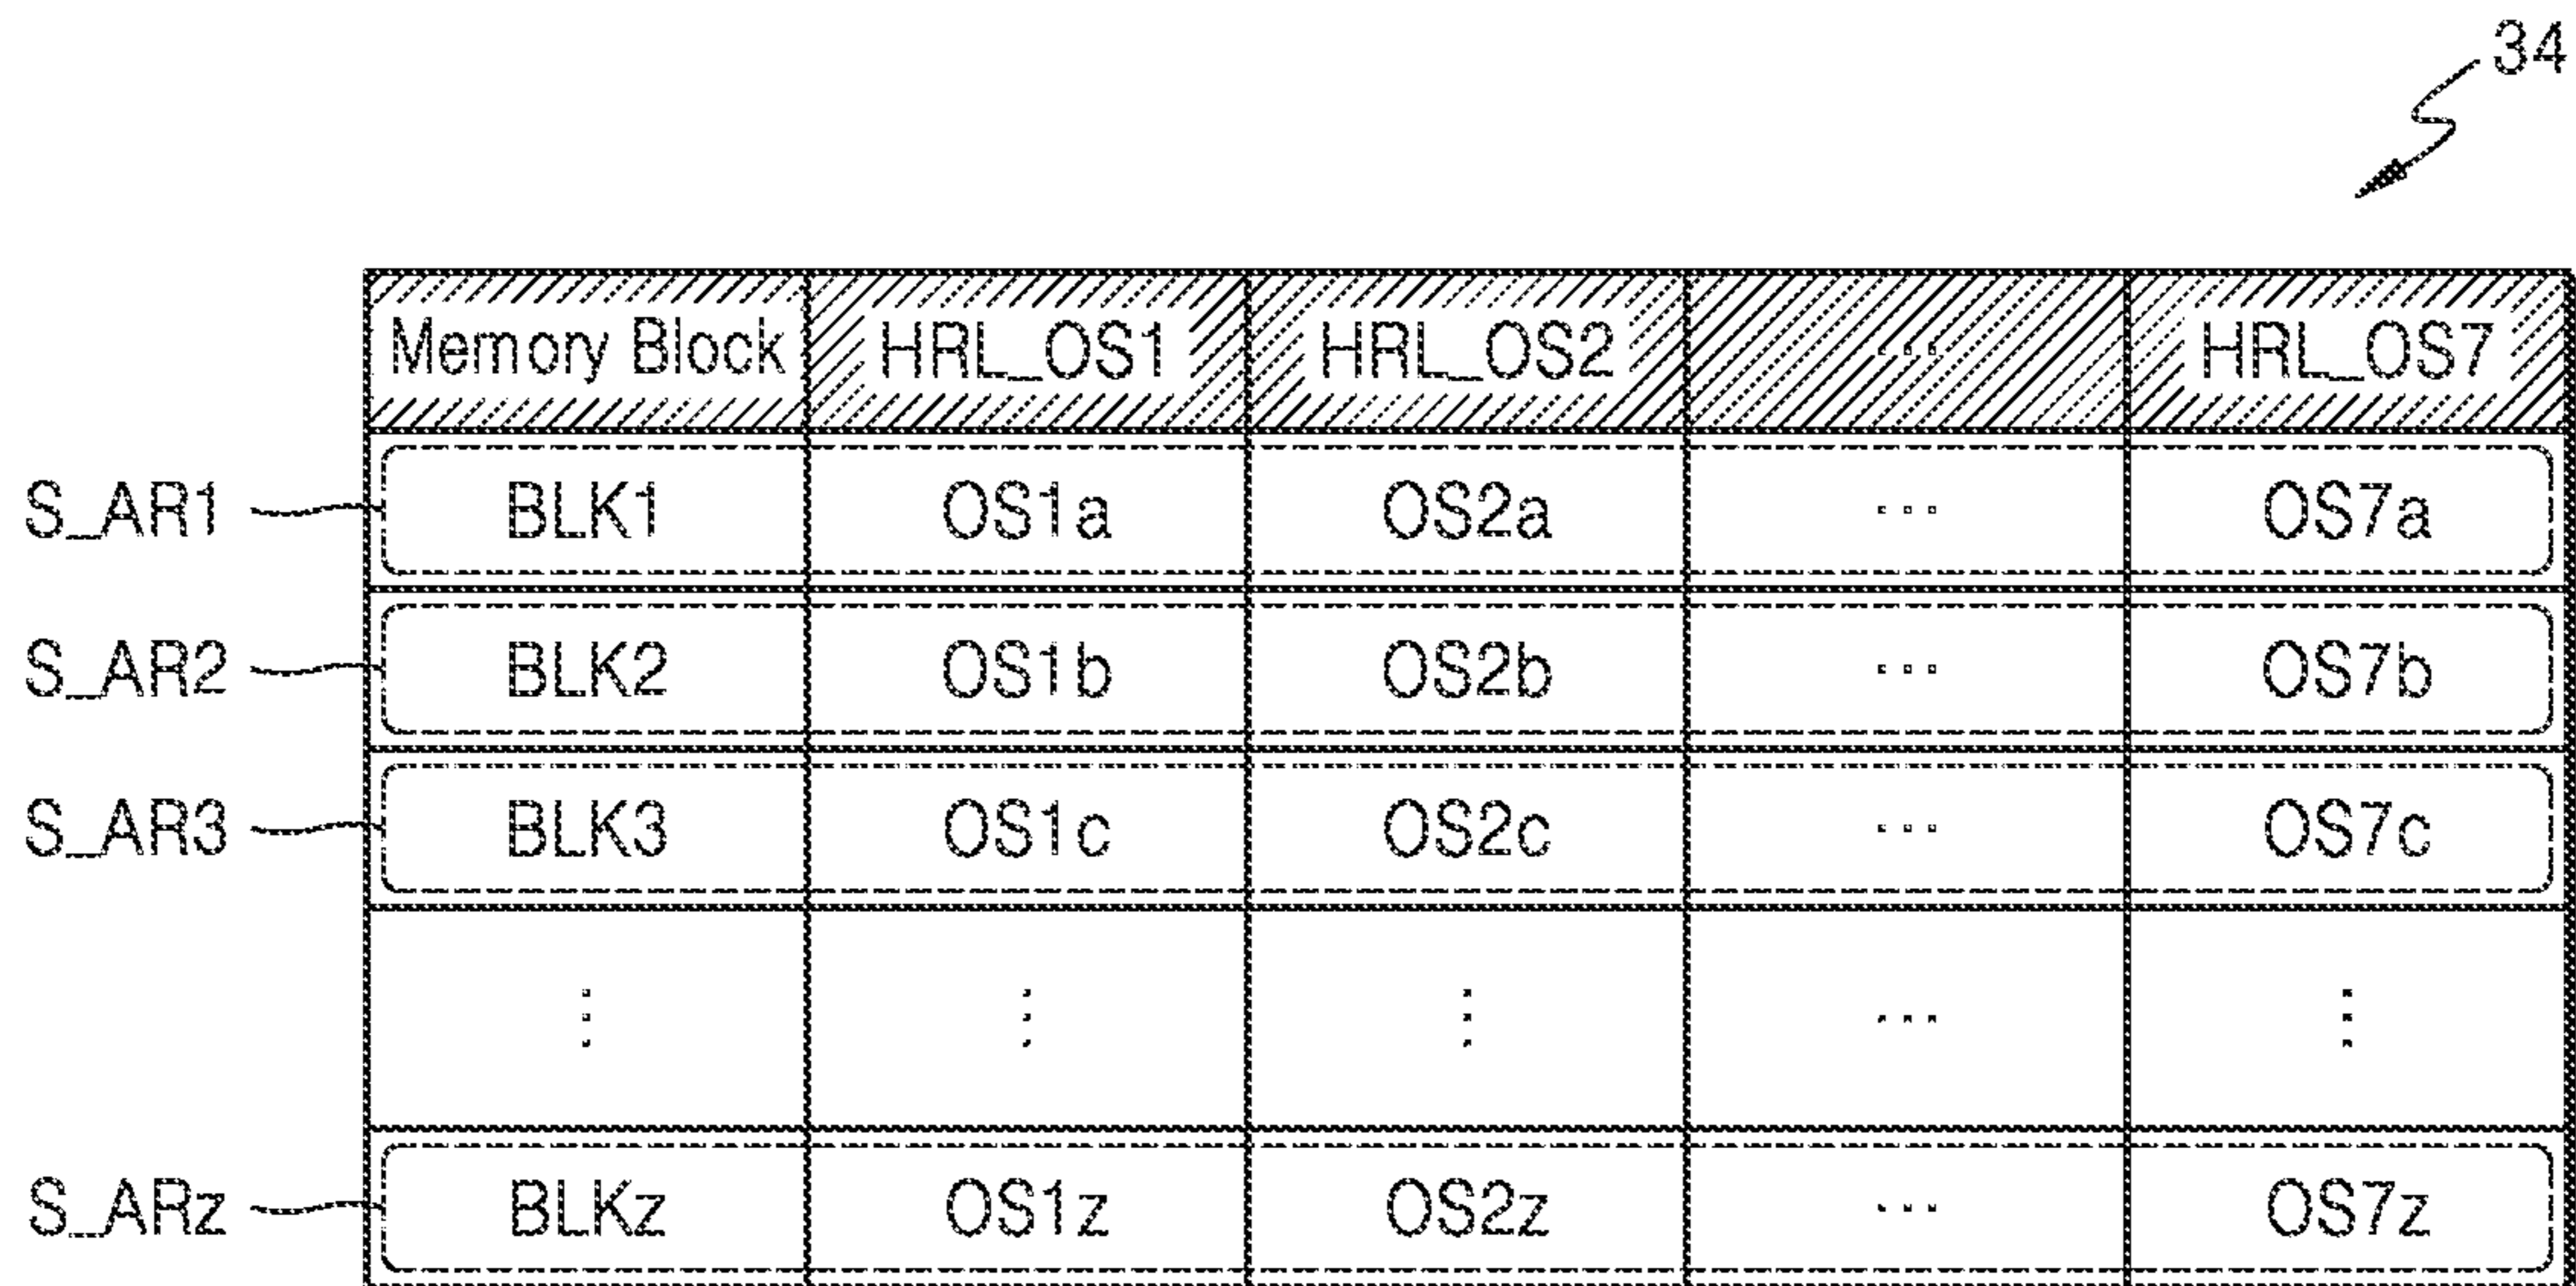 34
Memory Block HRL_OS1 HRL_OS2 ... HRL_OS7
S_AR1 BLK1 OS1a OS2a ... OS7a
S_AR2 BLK2 OS1b OS2b ... OS7b
S_AR3 BLK3 OS1c OS2c ... OS7c
⋮ ⋮ ⋮ ... ⋮
S_ARz BLKz OS1z OS2z ... OS7z